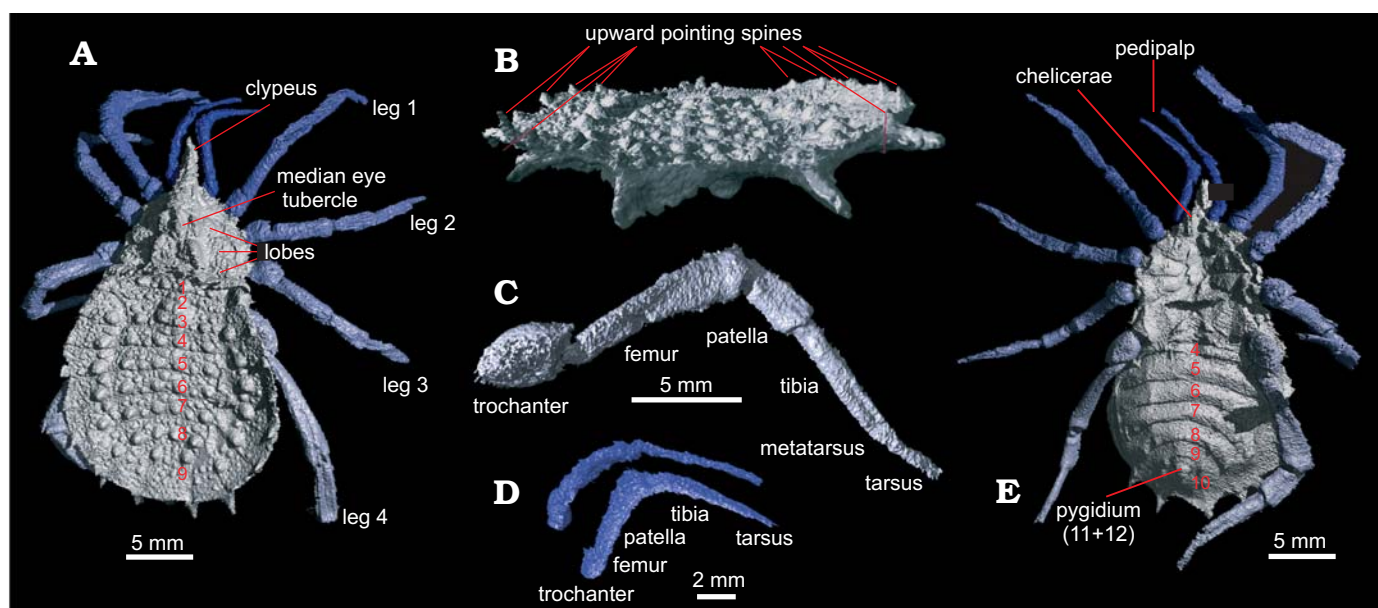 A
clypeus
leg 1
median eye
tubercle
leg 2
lobes
1
2
3
4
5
6
7
8
9
leg 3
leg 4
5 mm
upward pointing spines
B
C
femur
patella
5 mm
tibia
trochanter
metatarsus
tarsus
D
tibia
patella
tarsus
femur
2 mm
trochanter
pedipalp
chelicerae
4
5
6
7
8
9
10
E
pygidium
(11+12)
5 mm